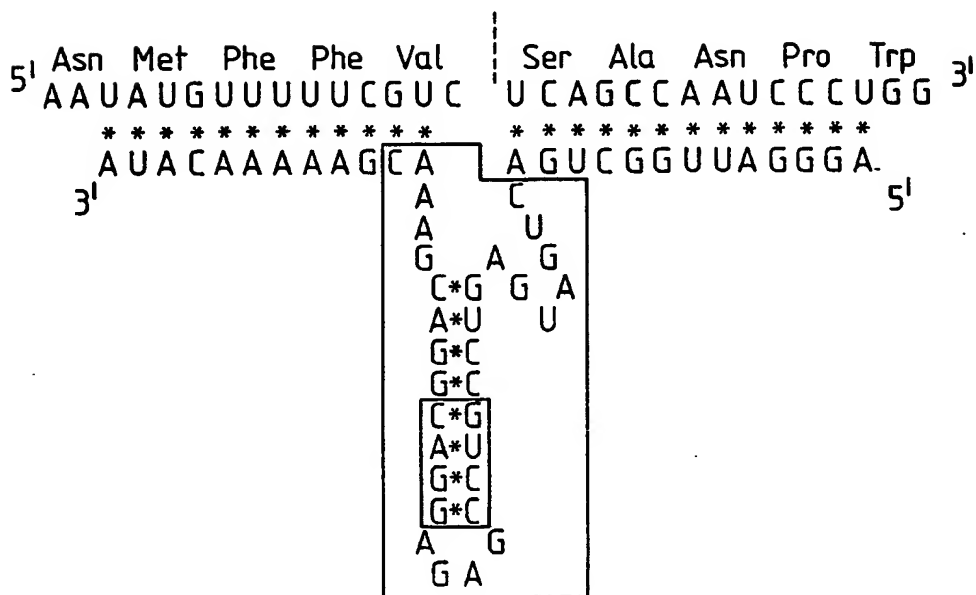 Asn Met Phe Phe Val Ser Ala Asn Pro Trp
5' AAUAUGUUUUUCGUC UCAGCCAAUCCCUGG 3'
* * * * * * * * * * * * * * * * * * * * * * * *
3' AUACAAAAAGCA AGUCGGUUAGGGA 5'
A C
A U
G A G
C*G G A
A*U U
G*C
G*C
C*G
A*U
G*C
G*C
A G
G A